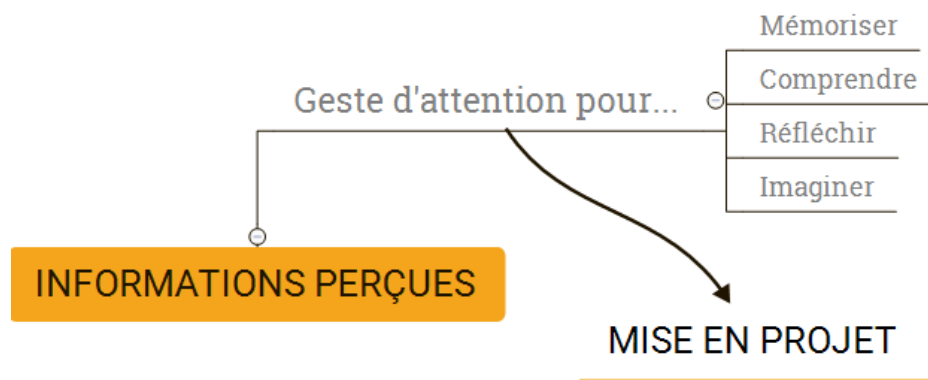 Mémoriser
Comprendre
Geste d'attention pour...
Réfléchir
Imaginer
INFORMATIONS PERÇUES
MISE EN PROJET